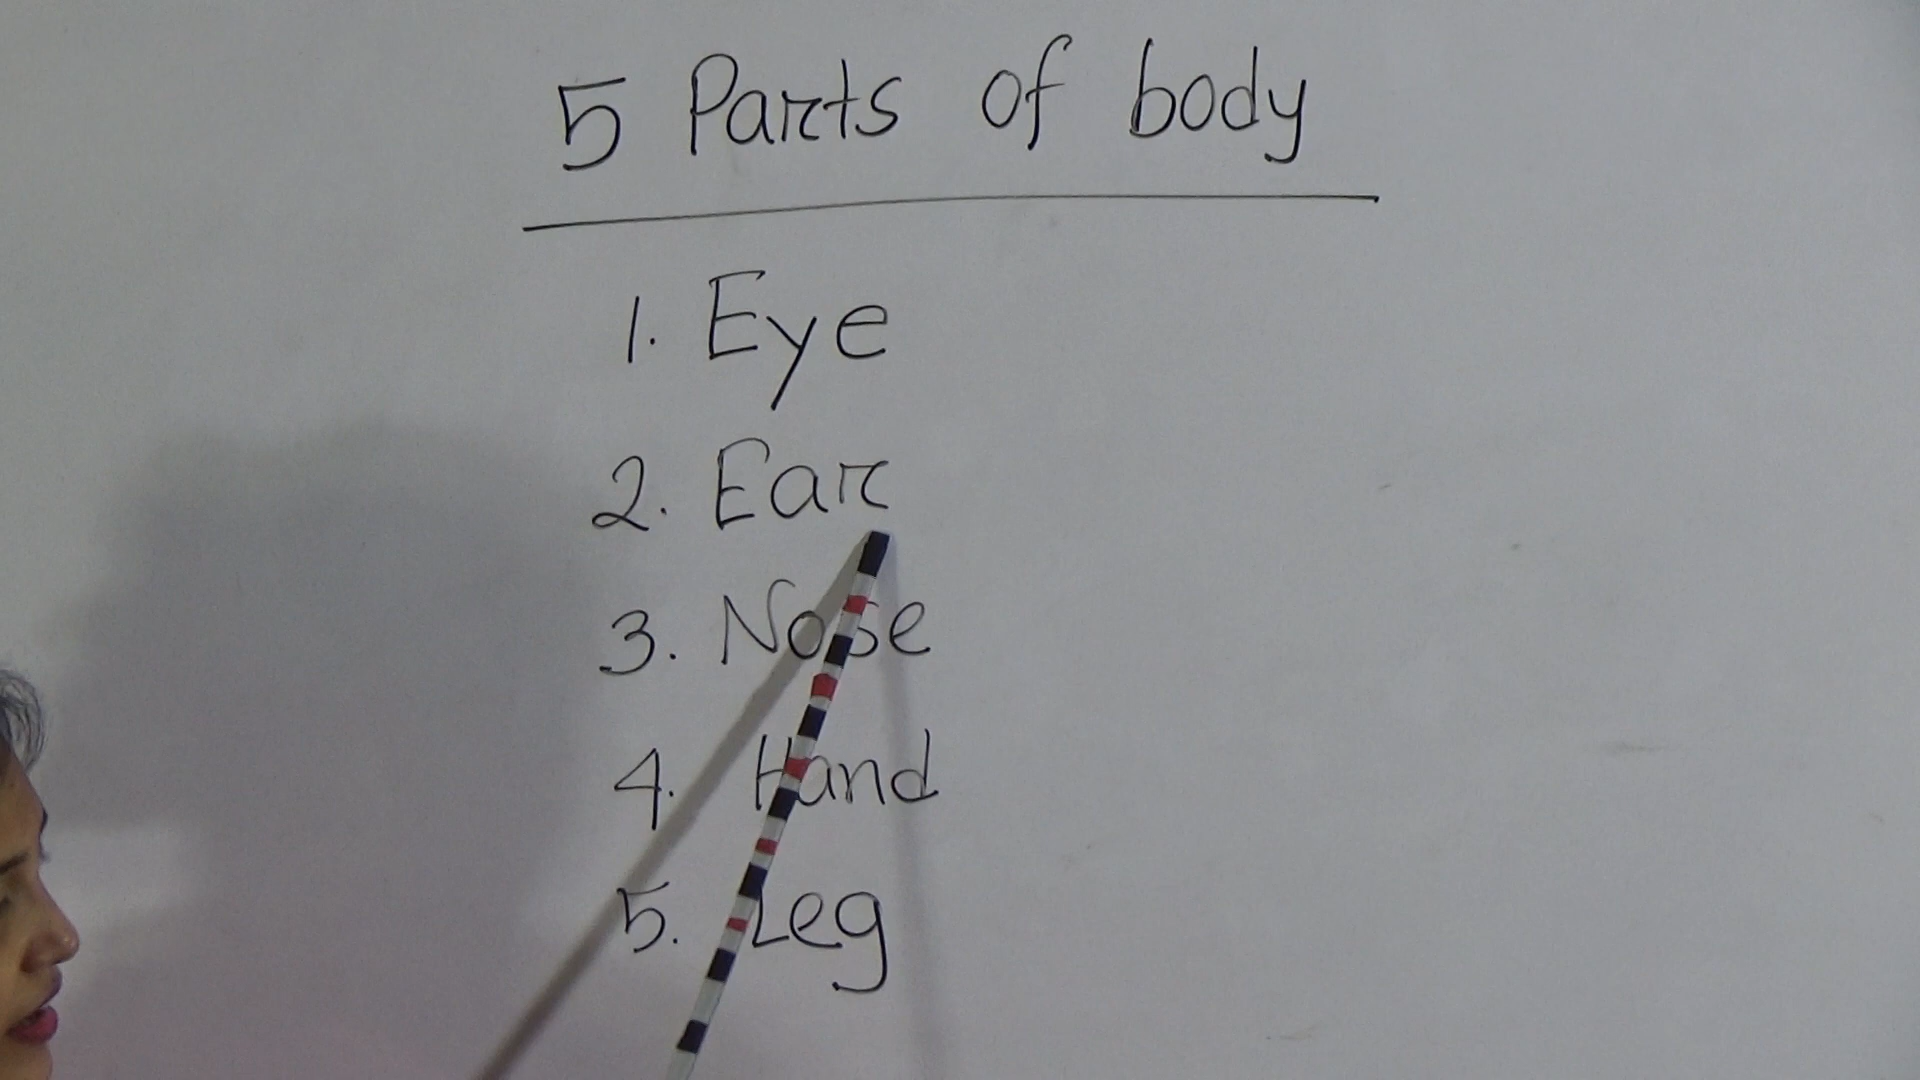 5 Parts of body
1. Eye
2. Ear
3. Nose
4. Hand
5. Leg